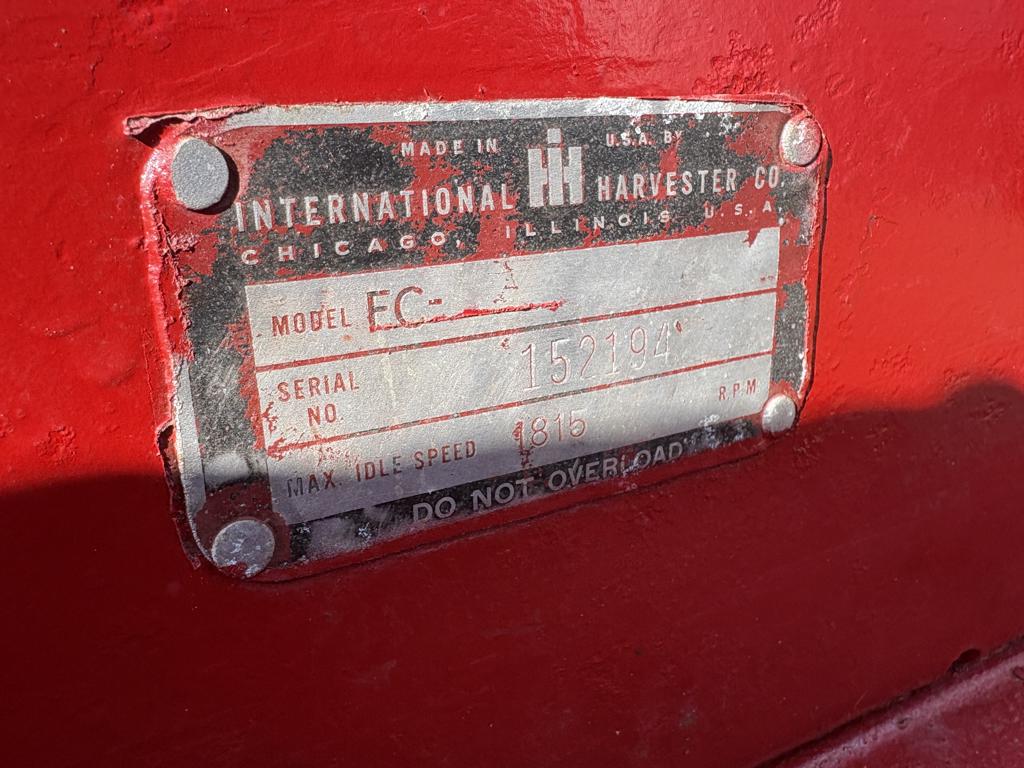 MADE IN IH U.S.A. BY
INTERNATIONAL HARVESTER CO.
CHICAGO, ILLINOIS U.S.A.
MODEL FC-
SERIAL NO. 152194
MAX. IDLE SPEED 1815 RPM
DO NOT OVERLOAD